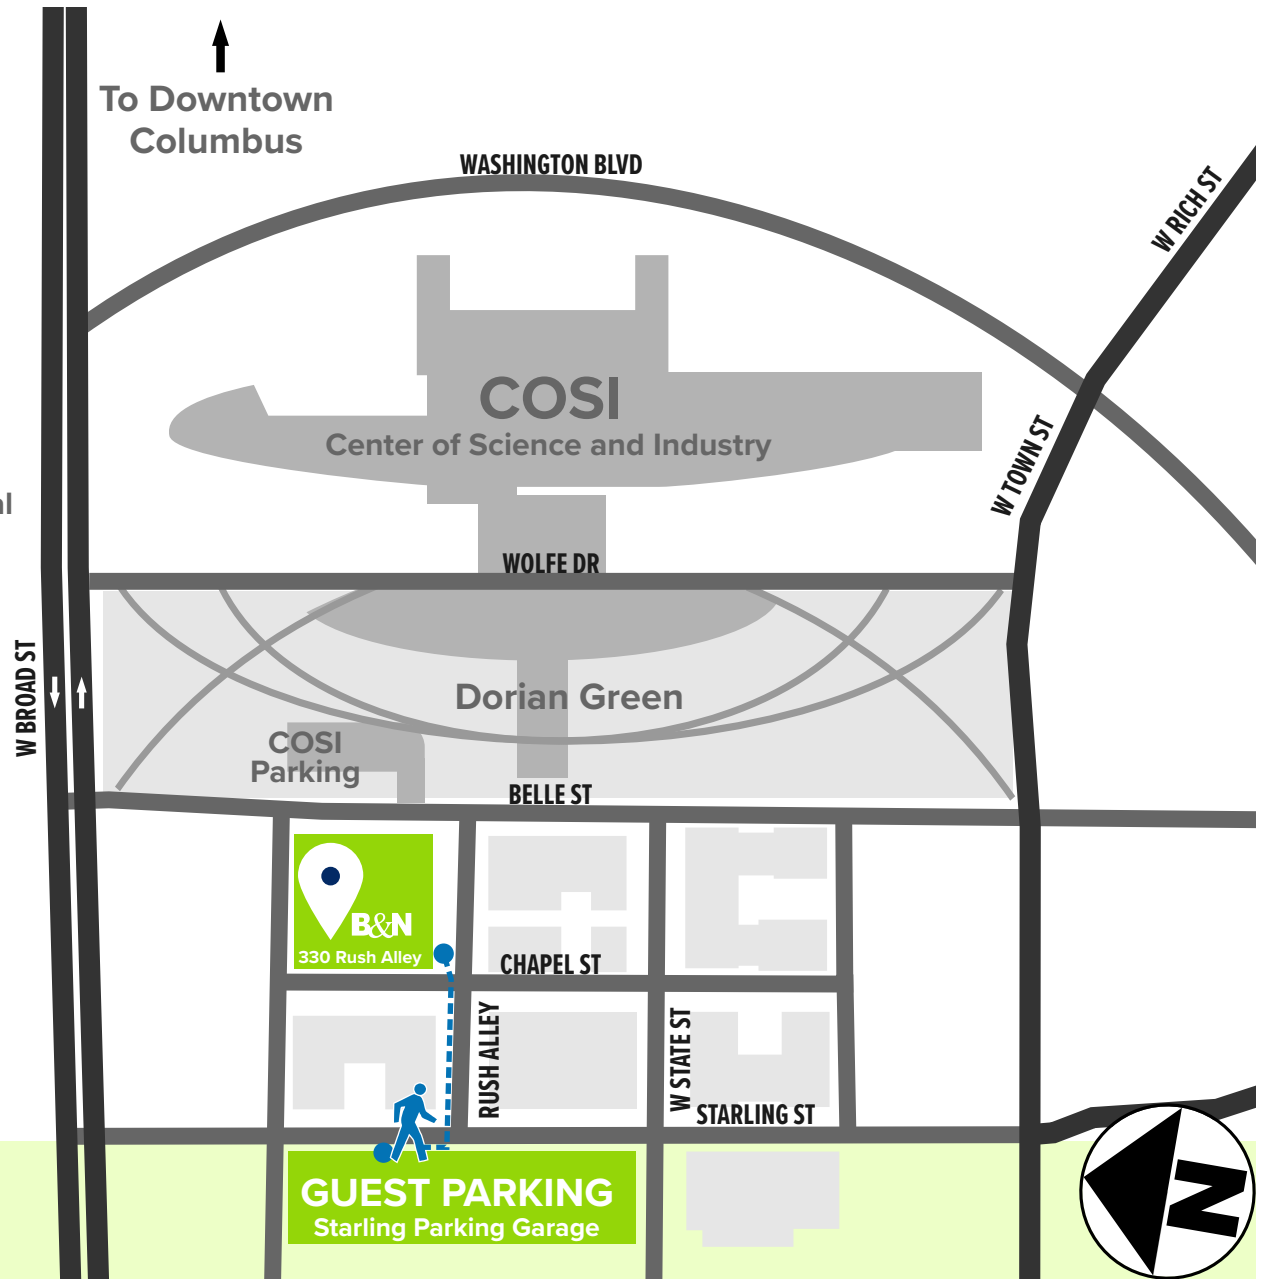 To Downtown
Columbus
WASHINGTON BLVD
W RICH ST
COSI
Center of Science and Industry
W TOWN ST
al
WOLFE DR
W BROAD ST
Dorian Green
COSI
Parking
BELLE ST
B&N
330 Rush Alley
CHAPEL ST
RUSH ALLEY
W STATE ST
STARLING ST
GUEST PARKING
Starling Parking Garage
N